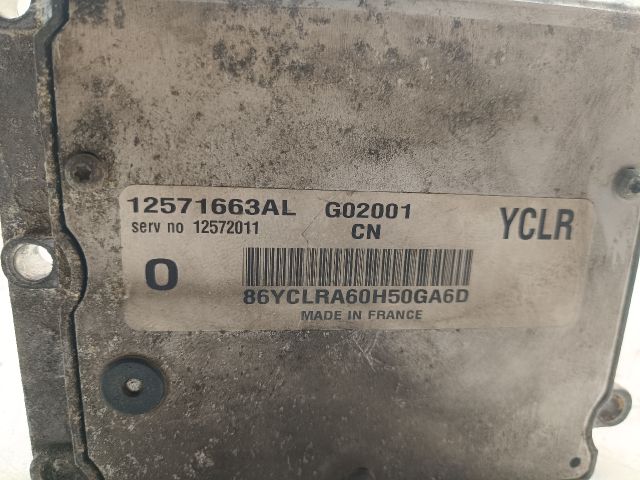 12571663AL G02001 YCLR
serv no 12572011 CN
O
86YCLRA60H50GA6D
MADE IN FRANCE